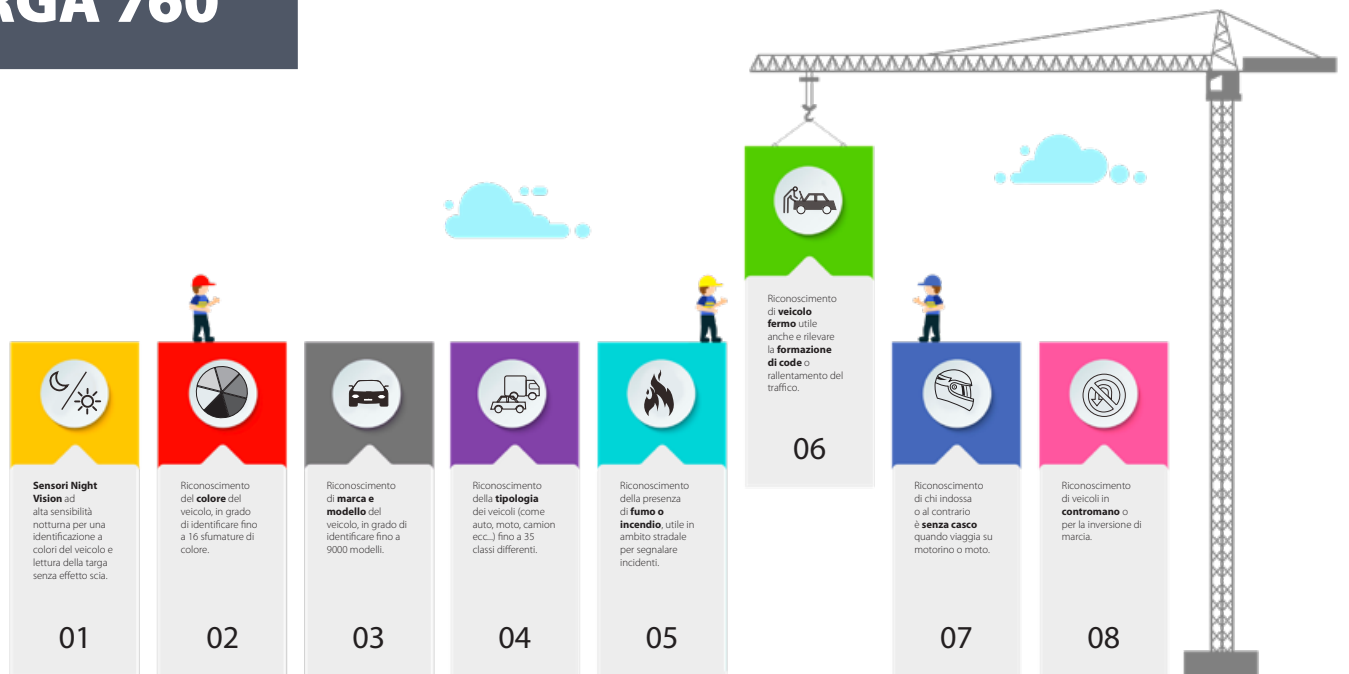 760
Sensori Night
Vision ad
alta sensibilità
notturna per una
identificazione a
colori del veicolo e
lettura della targa
senza effetto scia.
01
Riconoscimento
del colore del
veicolo, in grado
di identificare fino
a 16 sfumature di
colore.
02
Riconoscimento
di marca e
modello del
veicolo, in grado di
identificare fino a
9000 modelli.
03
Riconoscimento
della tipologia
dei veicoli (come
auto, moto, camion
ecc...) fino a 35
classi differenti.
04
Riconoscimento
della presenza
di fumo o
incendio, utile in
ambito stradale
per segnalare
incidenti.
05
Riconoscimento
di veicolo
fermo utile
anche e rilevare
la formazione
di code o
rallentamento del
traffico.
06
Riconoscimento
di chi indosso
o al contrario
è senza casco
quando viaggia su
motorino o moto.
07
Riconoscimento
di veicoli in
contromano o
per la inversione di
marcia.
08